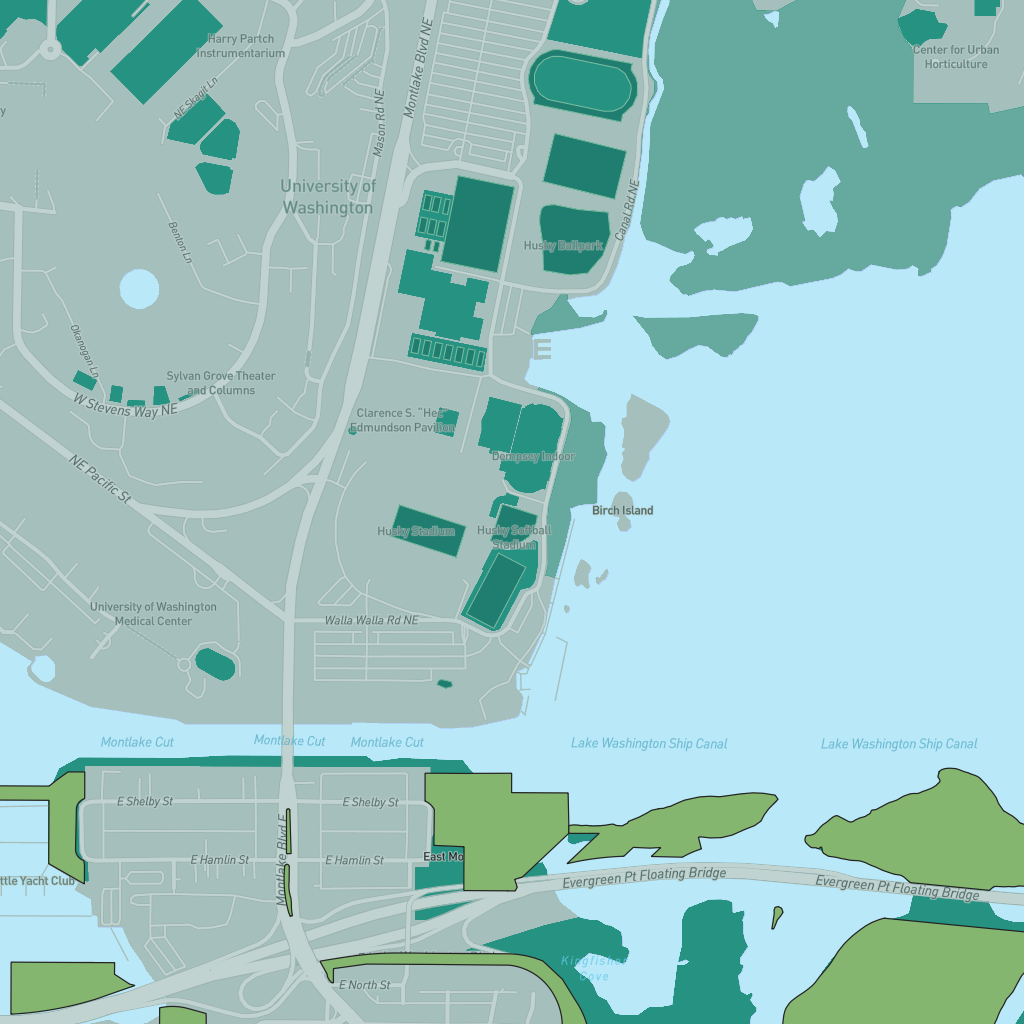 Harry Partch
Instrumentarium
Center for Urban
Horticulture
Montlake Blvd NE
NE Skagit Ln
Mason Rd NE
University of
Washington
Canal Rd NE
Benton Ln
Husky Ballpark
Okanogan Ln
Sylvan Grove Theater
and Columns
W Stevens Way NE
Clarence S. "Hec"
Edmundson Pavilion
Dempsey Indoor
NE Pacific St
Birch Island
Husky Stadium
Husky Softball
Stadium
University of Washington
Medical Center
Walla Walla Rd NE
Montlake Cut
Montlake Cut
Montlake Cut
Lake Washington Ship Canal
Lake Washington Ship Canal
E Shelby St
E Shelby St
Montlake Blvd E
E Hamlin St
E Hamlin St
East Mo
ttle Yacht Club
Evergreen Pt Floating Bridge
Evergreen Pt Floating Bridge
Kingfisher
Cove
E North St